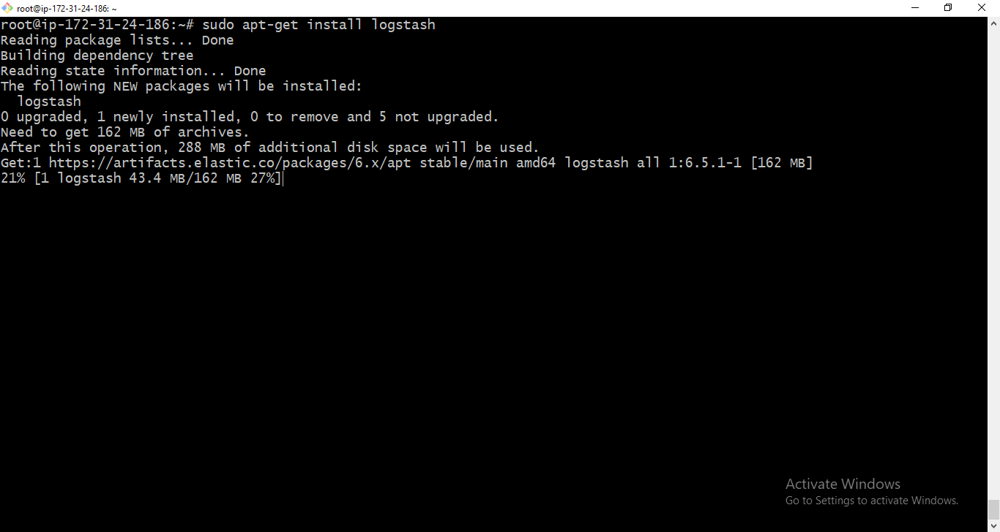 root@ip-172-31-24-186: ~
root@ip-172-31-24-186:~# sudo apt-get install logstash
Reading package lists... Done
Building dependency tree
Reading state information... Done
The following NEW packages will be installed:
  logstash
0 upgraded, 1 newly installed, 0 to remove and 5 not upgraded.
Need to get 162 MB of archives.
After this operation, 288 MB of additional disk space will be used.
Get:1 https://artifacts.elastic.co/packages/6.x/apt stable/main amd64 logstash all 1:6.5.1-1 [162 MB]
21% [1 logstash 43.4 MB/162 MB 27%]
Activate Windows
Go to Settings to activate Windows.